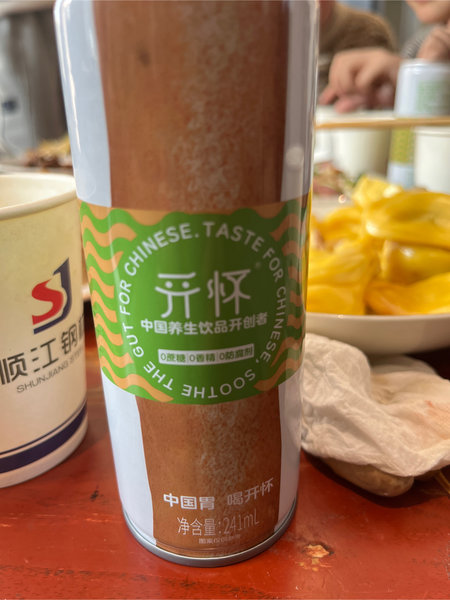 CHINESE. TASTE FOR CHINESE, SOOTHE THE GUT FOR
开怀
中国养生饮品开创者
0蔗糖 0香精 0防腐剂
中国胃 喝开怀
净含量:241mL
SJ
顺江钢